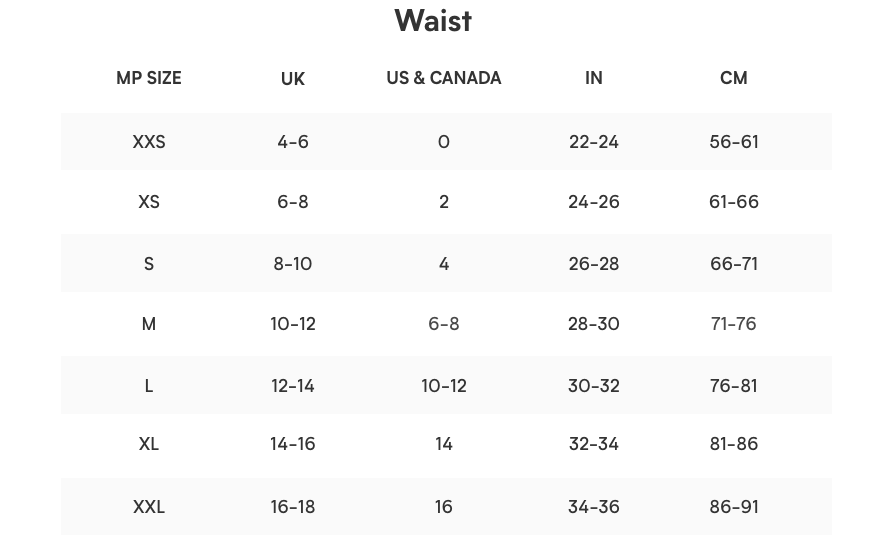 Waist
MP SIZE UK US & CANADA IN CM
XXS 4-6 0 22-24 56-61
XS 6-8 2 24-26 61-66
S 8-10 4 26-28 66-71
M 10-12 6-8 28-30 71-76
L 12-14 10-12 30-32 76-81
XL 14-16 14 32-34 81-86
XXL 16-18 16 34-36 86-91